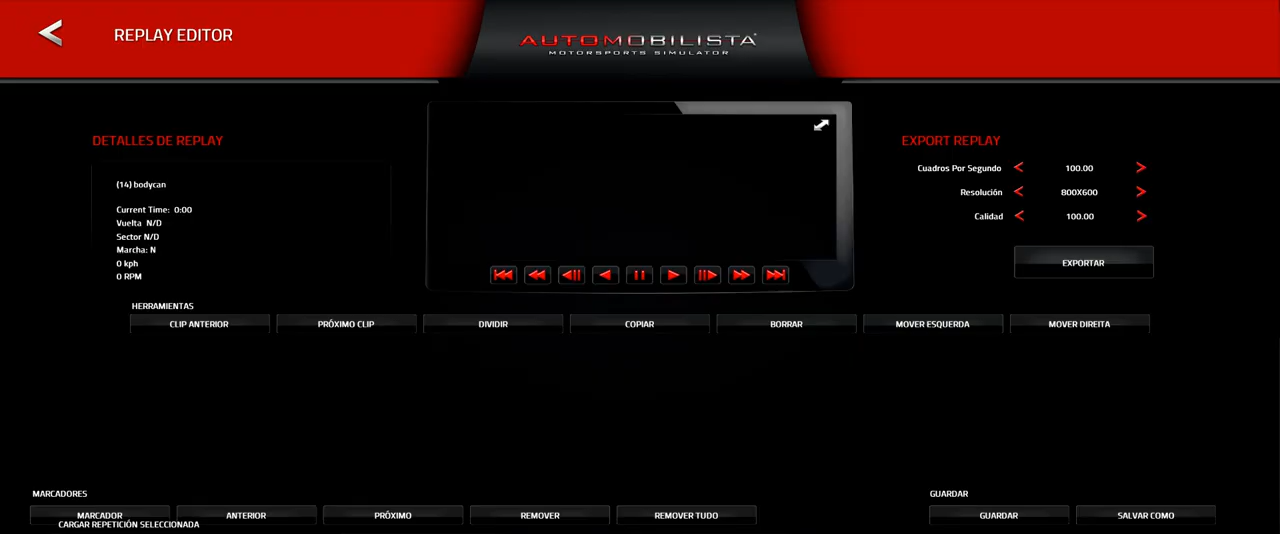 REPLAY EDITOR
AUTOMOBILISTA
MOTORSPORTS SIMULATOR
DETALLES DE REPLAY
(14) bodycan
Current Time: 0:00
Vuelta N/D
Sector N/D
Marcha: N
0 kph
0 RPM
EXPORT REPLAY
Cuadros Por Segundo 100.00
Resolución 800X600
Calidad 100.00
EXPORTAR
HERRAMIENTAS
CLIP ANTERIOR PRÓXIMO CLIP DIVIDIR COPIAR BORRAR MOVER ESQUERDA MOVER DIREITA
MARCADORES GUARDAR
MARCADOR ANTERIOR PRÓXIMO REMOVER REMOVER TUDO GUARDAR SALVAR COMO
CARGAR REPETICIÓN SELECCIONADA